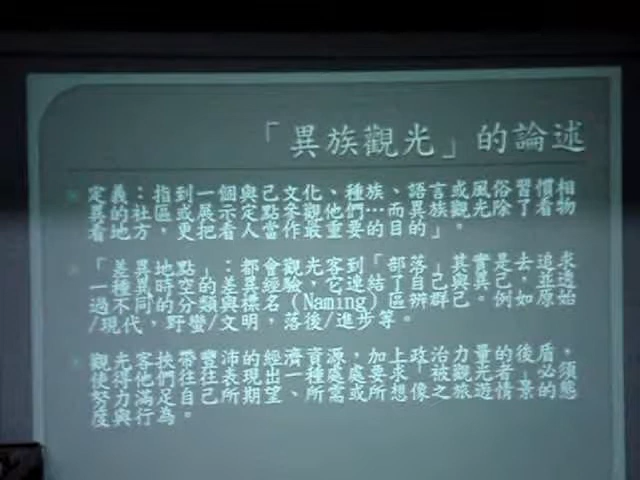 「異族觀光」的論述
定義：指到一個與己文化、種族、語言或風俗習慣相
異的社區或展示定點參觀他們…而異族觀光除了看物
看地方，更把看人當作最重要的目的」。
「差異地點」：都會觀光客到「部落」其實是去追求
一種異時空的差異經驗，它連結了自己與異己，並透
過不同的分類與標名（Naming）區辨群己。例如原始
/現代，野蠻/文明，落後/進步等。
觀光客挾帶豐沛的經濟資源，加上政治力量的後盾，
使得他們往往表現出一種處處要求「被觀光者」必須
努力滿足自己所期望、所需或所想像之旅遊情景的態
度與行為。